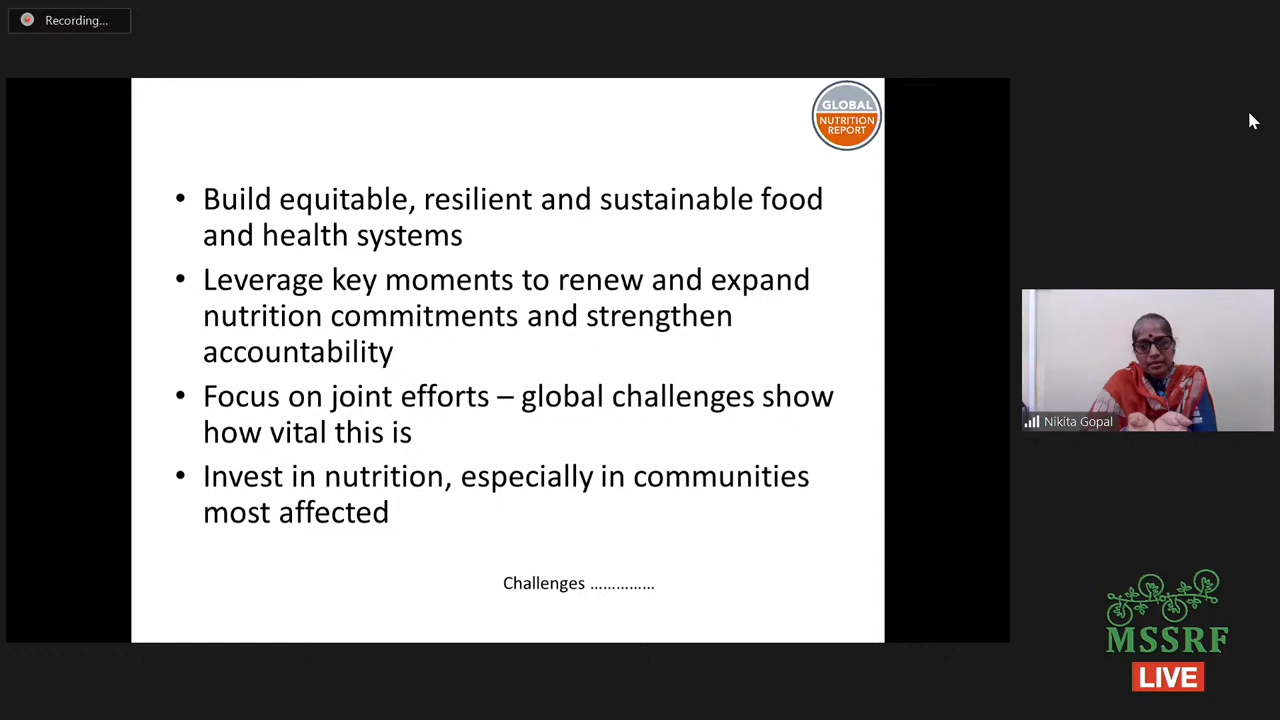 Recording...
GLOBAL
NUTRITION
REPORT
• Build equitable, resilient and sustainable food
and health systems
• Leverage key moments to renew and expand
nutrition commitments and strengthen
accountability
• Focus on joint efforts – global challenges show
how vital this is
• Invest in nutrition, especially in communities
most affected
Challenges ……………
Nikita Gopal
MSSRF
LIVE